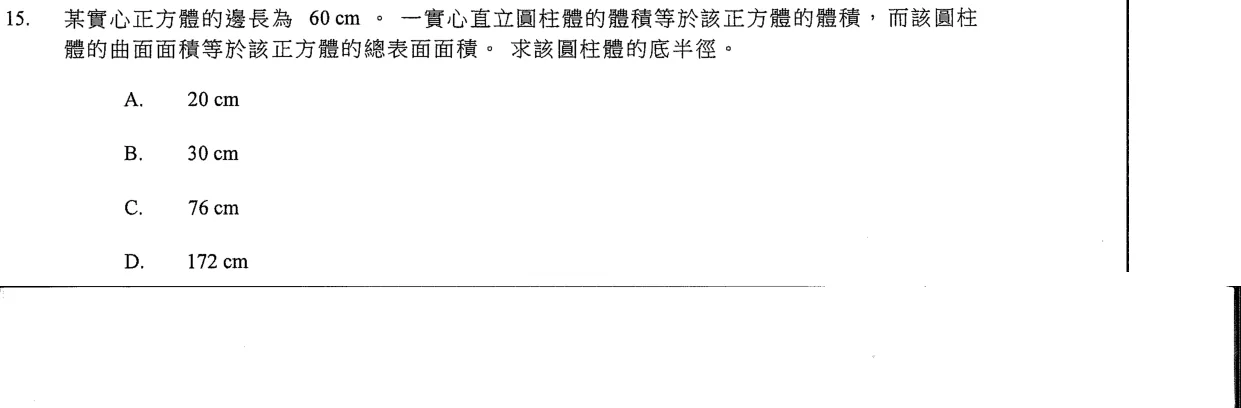 15. 某實心正方體的邊長為 60 cm 。 一實心直立圓柱體的體積等於該正方體的體積，而該圓柱
體的曲面面積等於該正方體的總表面面積。 求該圓柱體的底半徑。
A. 20 cm
B. 30 cm
C. 76 cm
D. 172 cm